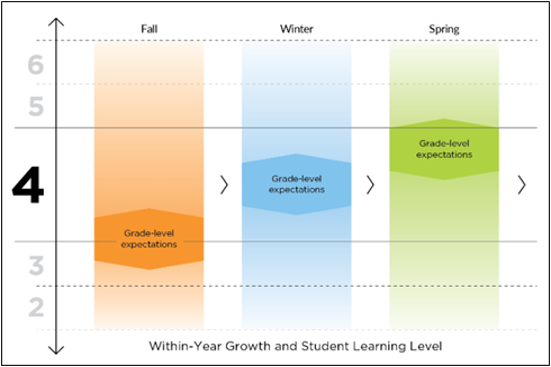 Fall Winter Spring
6
5
Grade-level
expectations
Grade-level
expectations
4
Grade-level
expectations
3
2
Within-Year Growth and Student Learning Level